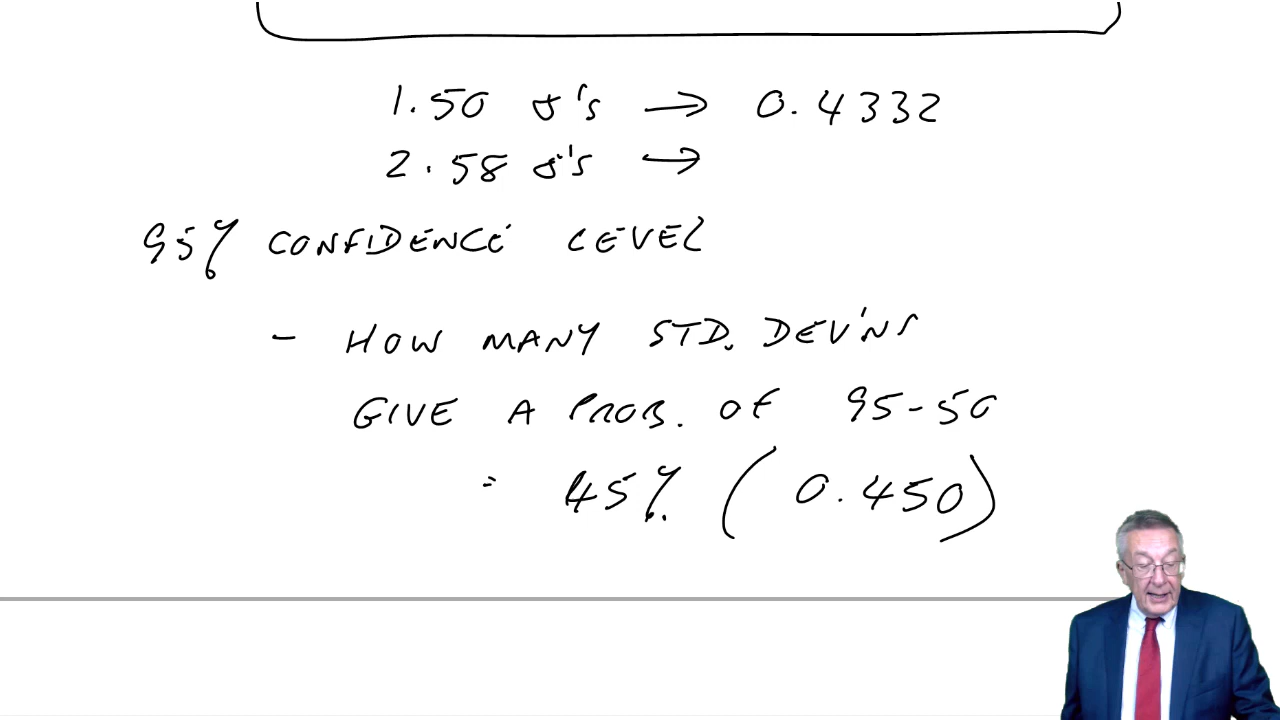 1.50 σ's → 0.4332
2.58 σ's →
95% CONFIDENCE LEVEL
- HOW MANY STD. DEV'NS
GIVE A PROB. OF 95-50
= 45% (0.450)